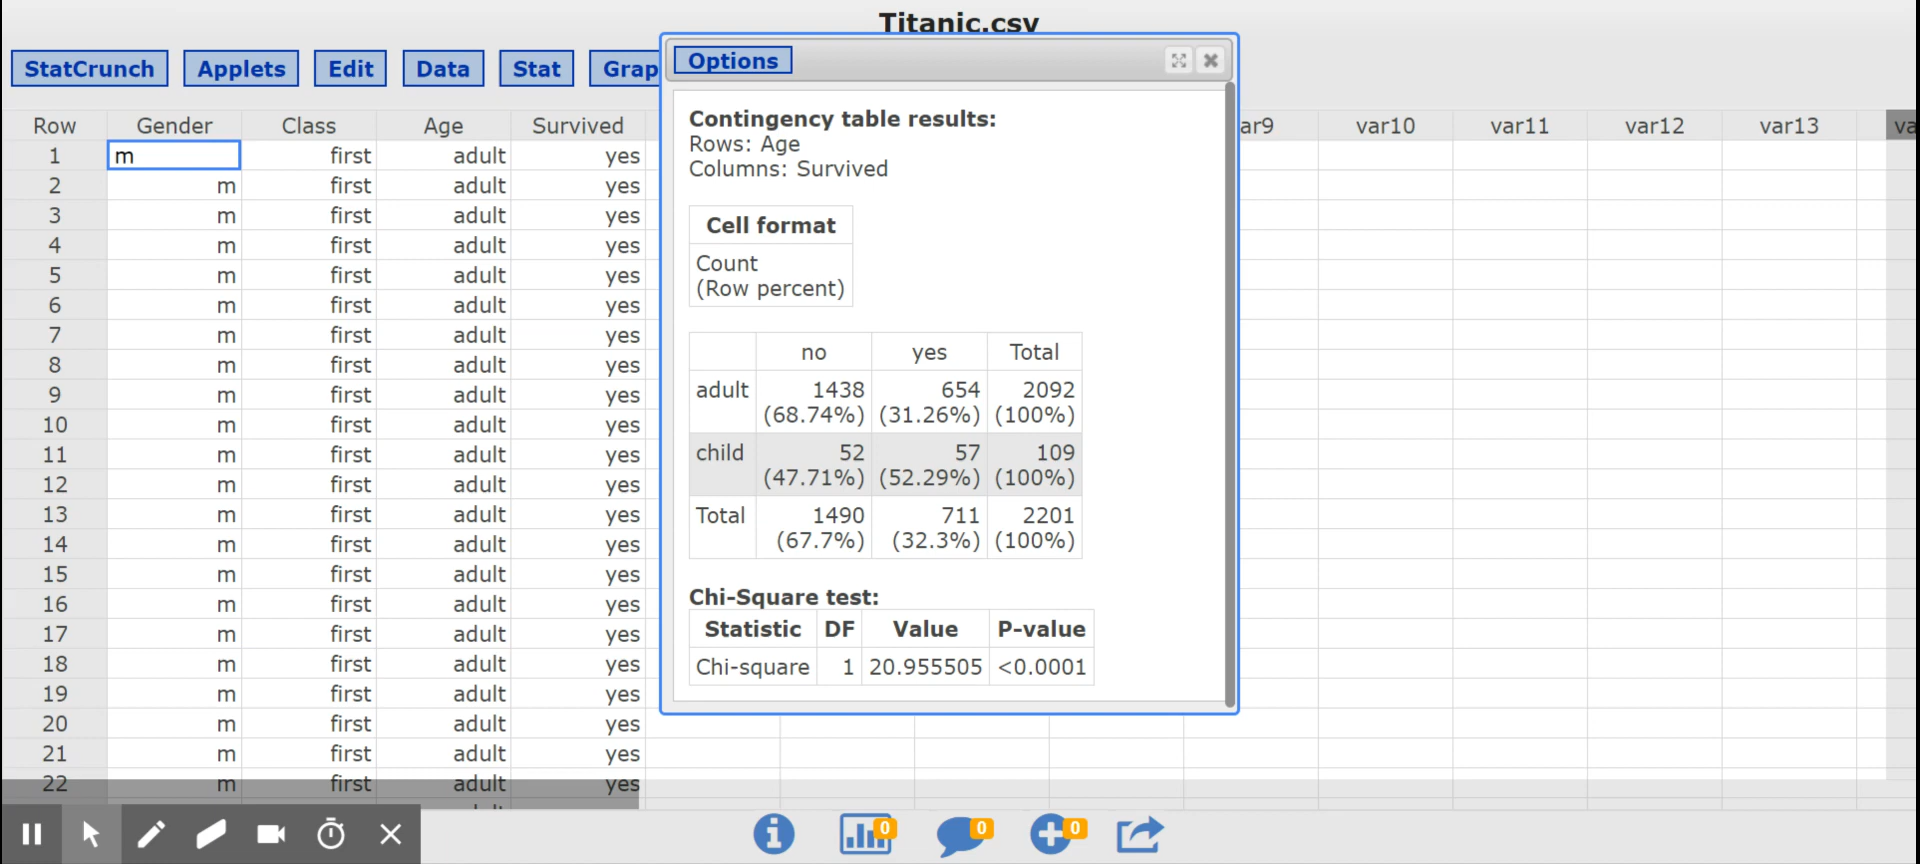 Titanic.csv
StatCrunch Applets Edit Data Stat Grap
Options
Row Gender Class Age Survived ar9 var10 var11 var12 var13 va
1 m first adult yes
2 m first adult yes
3 m first adult yes
4 m first adult yes
5 m first adult yes
6 m first adult yes
7 m first adult yes
8 m first adult yes
9 m first adult yes
10 m first adult yes
11 m first adult yes
12 m first adult yes
13 m first adult yes
14 m first adult yes
15 m first adult yes
16 m first adult yes
17 m first adult yes
18 m first adult yes
19 m first adult yes
20 m first adult yes
21 m first adult yes
22 m first adult yes
Contingency table results:
Rows: Age
Columns: Survived
Cell format
Count
(Row percent)
no yes Total
adult 1438 654 2092
(68.74%) (31.26%) (100%)
child 52 57 109
(47.71%) (52.29%) (100%)
Total 1490 711 2201
(67.7%) (32.3%) (100%)
Chi-Square test:
Statistic DF Value P-value
Chi-square 1 20.955505 <0.0001
0 0 0